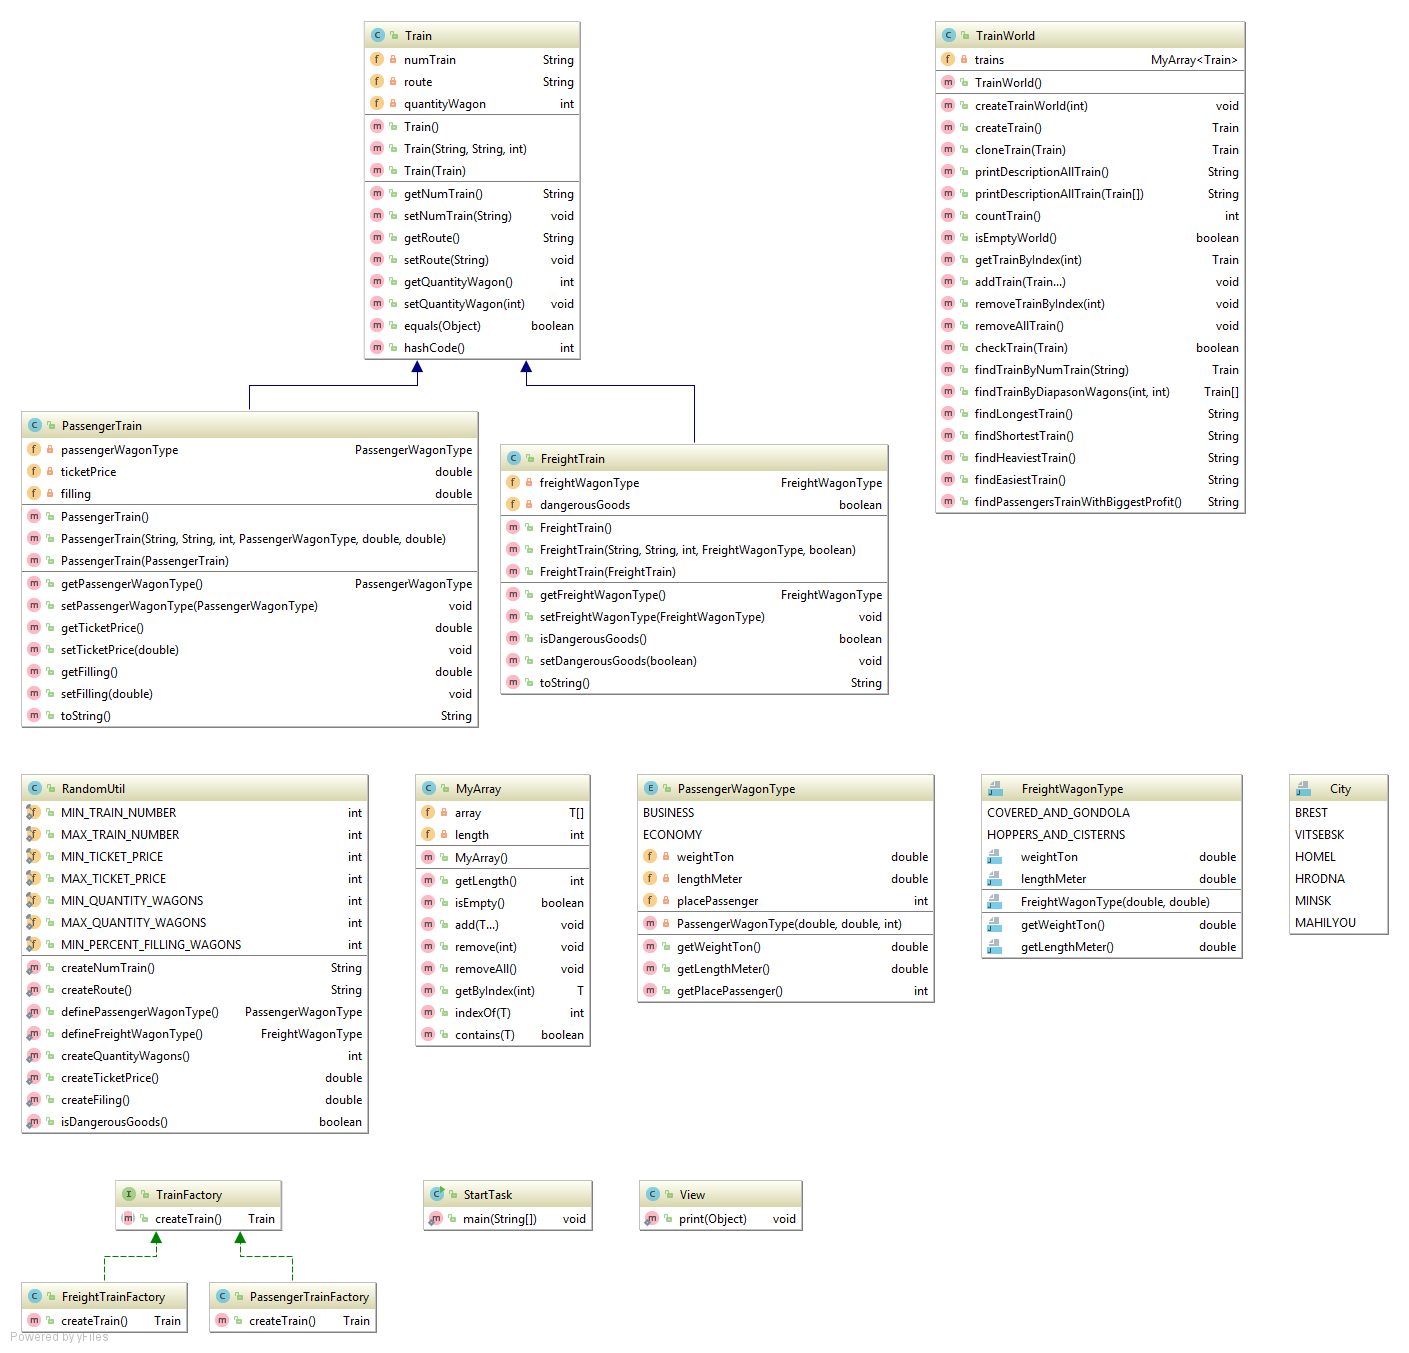 Train
numTrain String
route String
quantityWagon int
Train()
Train(String, String, int)
Train(Train)
getNumTrain() String
setNumTrain(String) void
getRoute() String
setRoute(String) void
getQuantityWagon() int
setQuantityWagon(int) void
equals(Object) boolean
hashCode() int
TrainWorld
trains MyArray<Train>
TrainWorld()
createTrainWorld(int) void
createTrain() Train
cloneTrain(Train) Train
printDescriptionAllTrain() String
printDescriptionAllTrain(Train[]) String
countTrain() int
isEmptyWorld() boolean
getTrainByIndex(int) Train
addTrain(Train...) void
removeTrainByIndex(int) void
removeAllTrain() void
checkTrain(Train) boolean
findTrainByNumTrain(String) Train
findTrainByDiapasonWagons(int, int) Train[]
findLongestTrain() String
findShortestTrain() String
findHeaviestTrain() String
findEasiestTrain() String
findPassengersTrainWithBiggestProfit() String
PassengerTrain
passengerWagonType PassengerWagonType
ticketPrice double
filling double
PassengerTrain()
PassengerTrain(String, String, int, PassengerWagonType, double, double)
PassengerTrain(PassengerTrain)
getPassengerWagonType() PassengerWagonType
setPassengerWagonType(PassengerWagonType) void
getTicketPrice() double
setTicketPrice(double) void
getFilling() double
setFilling(double) void
toString() String
FreightTrain
freightWagonType FreightWagonType
dangerousGoods boolean
FreightTrain()
FreightTrain(String, String, int, FreightWagonType, boolean)
FreightTrain(FreightTrain)
getFreightWagonType() FreightWagonType
setFreightWagonType(FreightWagonType) void
isDangerousGoods() boolean
setDangerousGoods(boolean) void
toString() String
RandomUtil
MIN_TRAIN_NUMBER int
MAX_TRAIN_NUMBER int
MIN_TICKET_PRICE int
MAX_TICKET_PRICE int
MIN_QUANTITY_WAGONS int
MAX_QUANTITY_WAGONS int
MIN_PERCENT_FILLING_WAGONS int
createNumTrain() String
createRoute() String
definePassengerWagonType() PassengerWagonType
defineFreightWagonType() FreightWagonType
createQuantityWagons() int
createTicketPrice() double
createFiling() double
isDangerousGoods() boolean
MyArray
array T[]
length int
MyArray()
getLength() int
isEmpty() boolean
add(T...) void
remove(int) void
removeAll() void
getByIndex(int) T
indexOf(T) int
contains(T) boolean
PassengerWagonType
BUSINESS
ECONOMY
weightTon double
lengthMeter double
placePassenger int
PassengerWagonType(double, double, int)
getWeightTon() double
getLengthMeter() double
getPlacePassenger() int
FreightWagonType
COVERED_AND_GONDOLA
HOPPERS_AND_CISTERNS
weightTon double
lengthMeter double
FreightWagonType(double, double)
getWeightTon() double
getLengthMeter() double
City
BREST
VITSEBSK
HOMEL
HRODNA
MINSK
MAHILYOU
TrainFactory
createTrain() Train
StartTask
main(String[]) void
View
print(Object) void
FreightTrainFactory
createTrain() Train
PassengerTrainFactory
createTrain() Train
Powered by yFiles